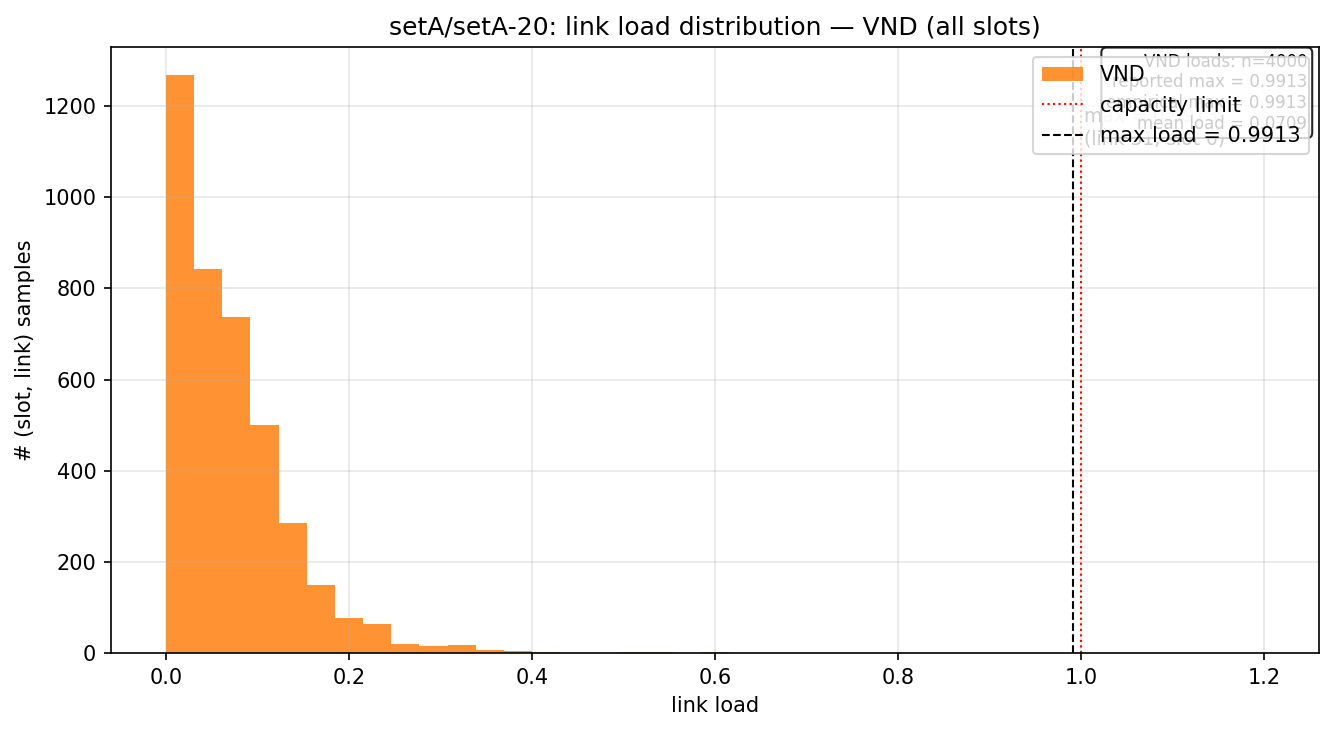 setA/setA-20: link load distribution — VND (all slots)
VND loads: n=4000
reported max = 0.9913
max = 0.9913
mean load = 0.0709
VND
capacity limit
max load = 0.9913
# (slot, link) samples
1200
1000
800
600
400
200
0
0.0 0.2 0.4 0.6 0.8 1.0 1.2
link load